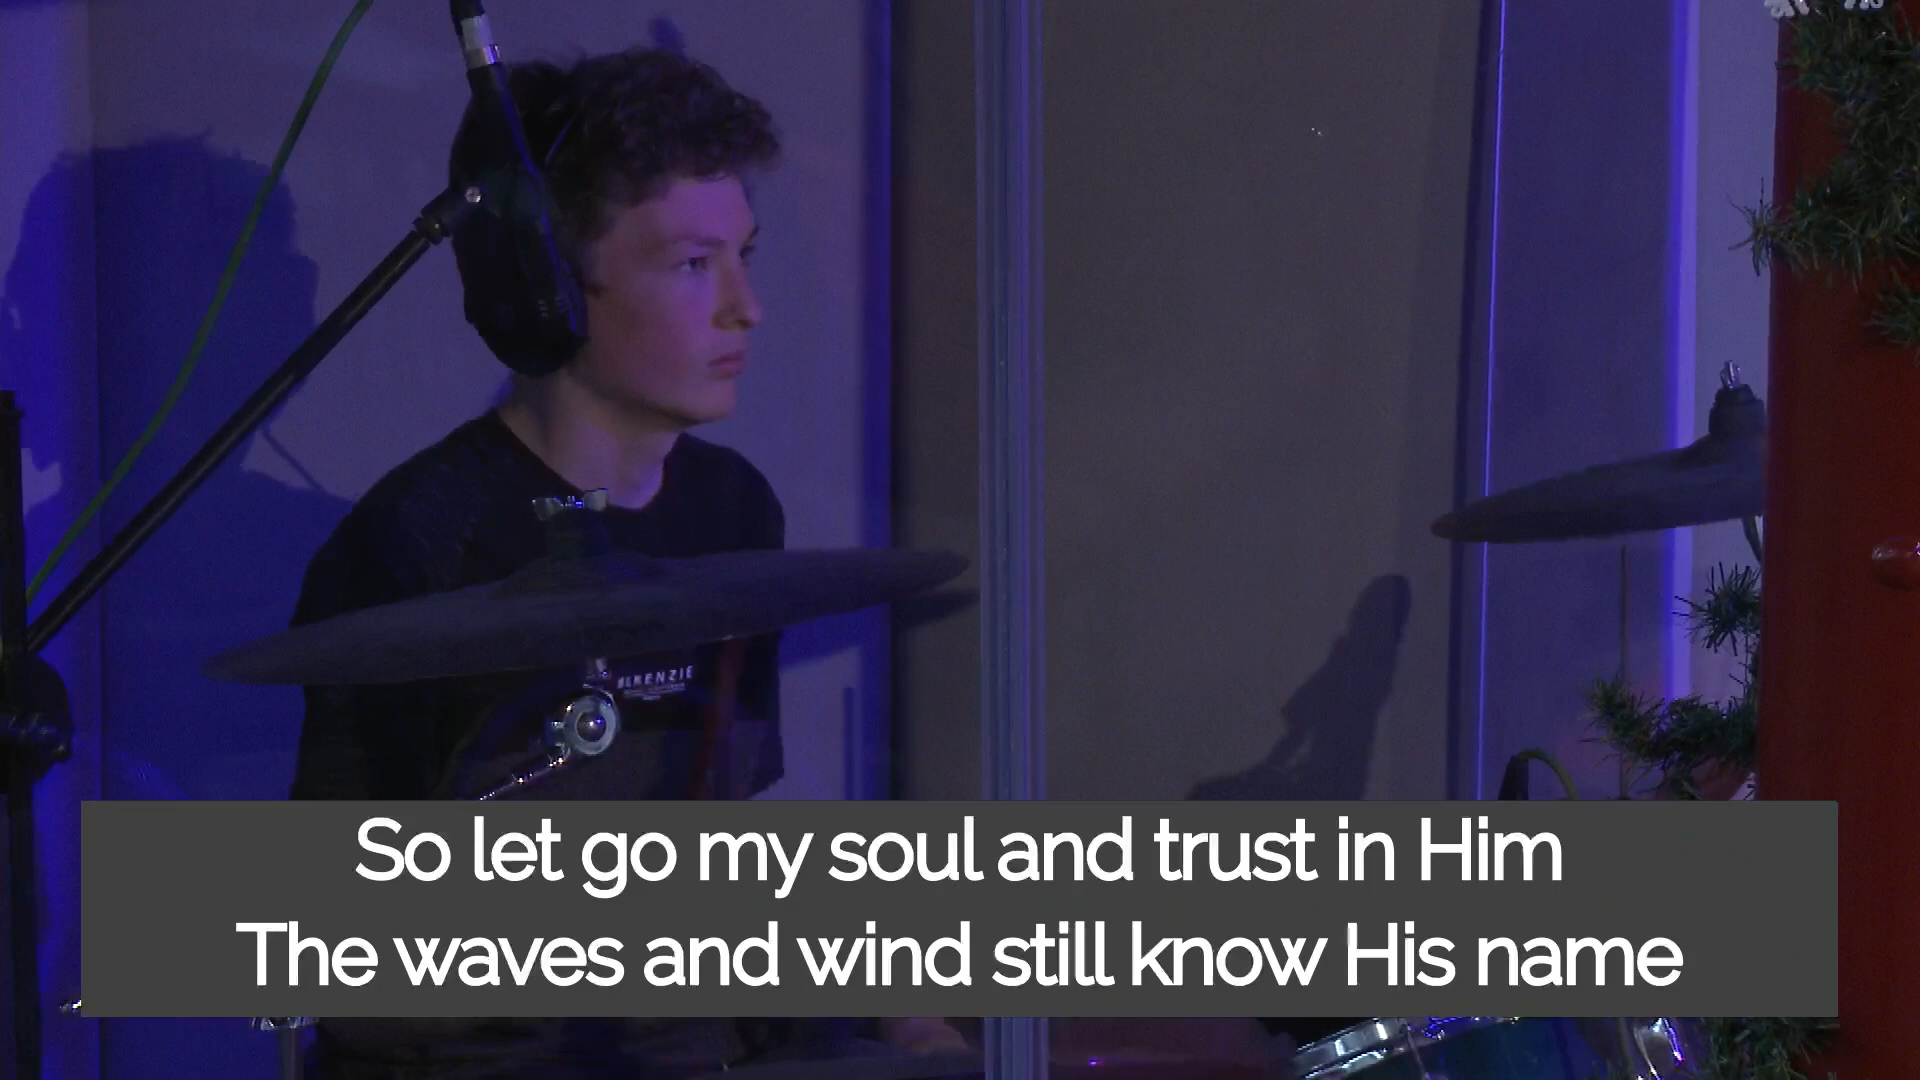 So let go my soul and trust in Him
The waves and wind still know His name